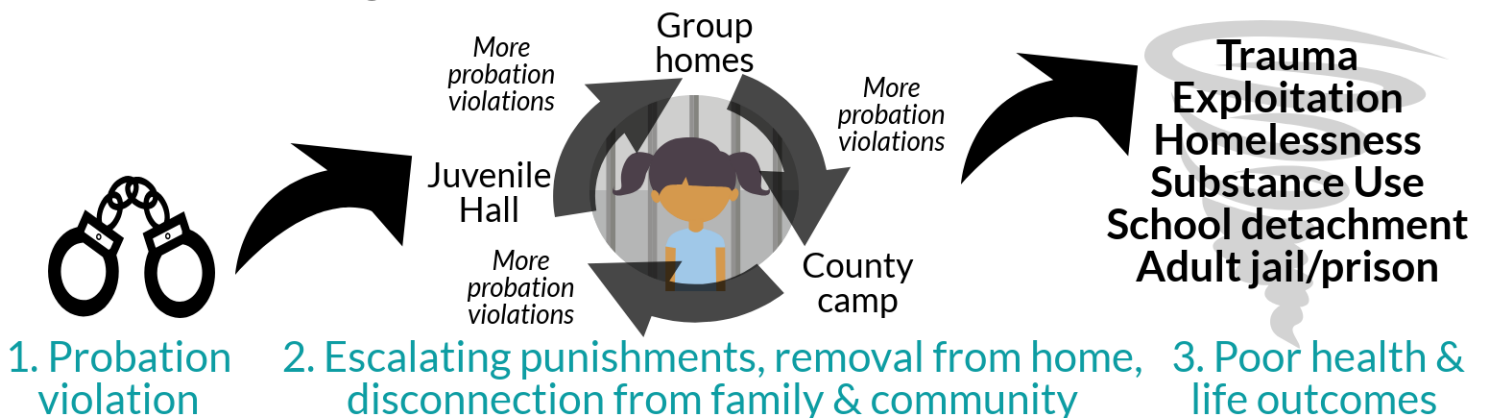 Group
homes
More
probation
violations
More
probation
violations
Juvenile
Hall
More
probation
violations
County
camp
Trauma
Exploitation
Homelessness
Substance Use
School detachment
Adult jail/prison
1. Probation
violation
2. Escalating punishments, removal from home,
disconnection from family & community
3. Poor health &
life outcomes